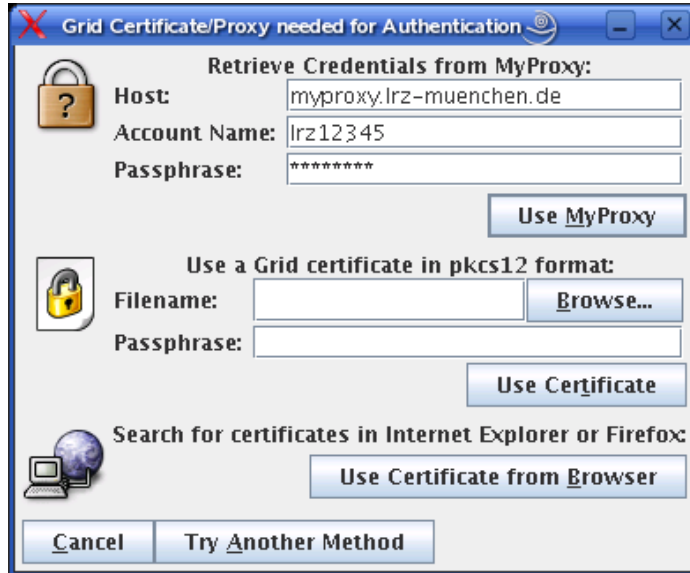 Grid Certificate/Proxy needed for Authentication
Retrieve Credentials from MyProxy:
Host: myproxy.lrz-muenchen.de
Account Name: lrz12345
Passphrase: ********
Use MyProxy
Use a Grid certificate in pkcs12 format:
Filename: Browse...
Passphrase:
Use Certificate
Search for certificates in Internet Explorer or Firefox:
Use Certificate from Browser
Cancel Try Another Method